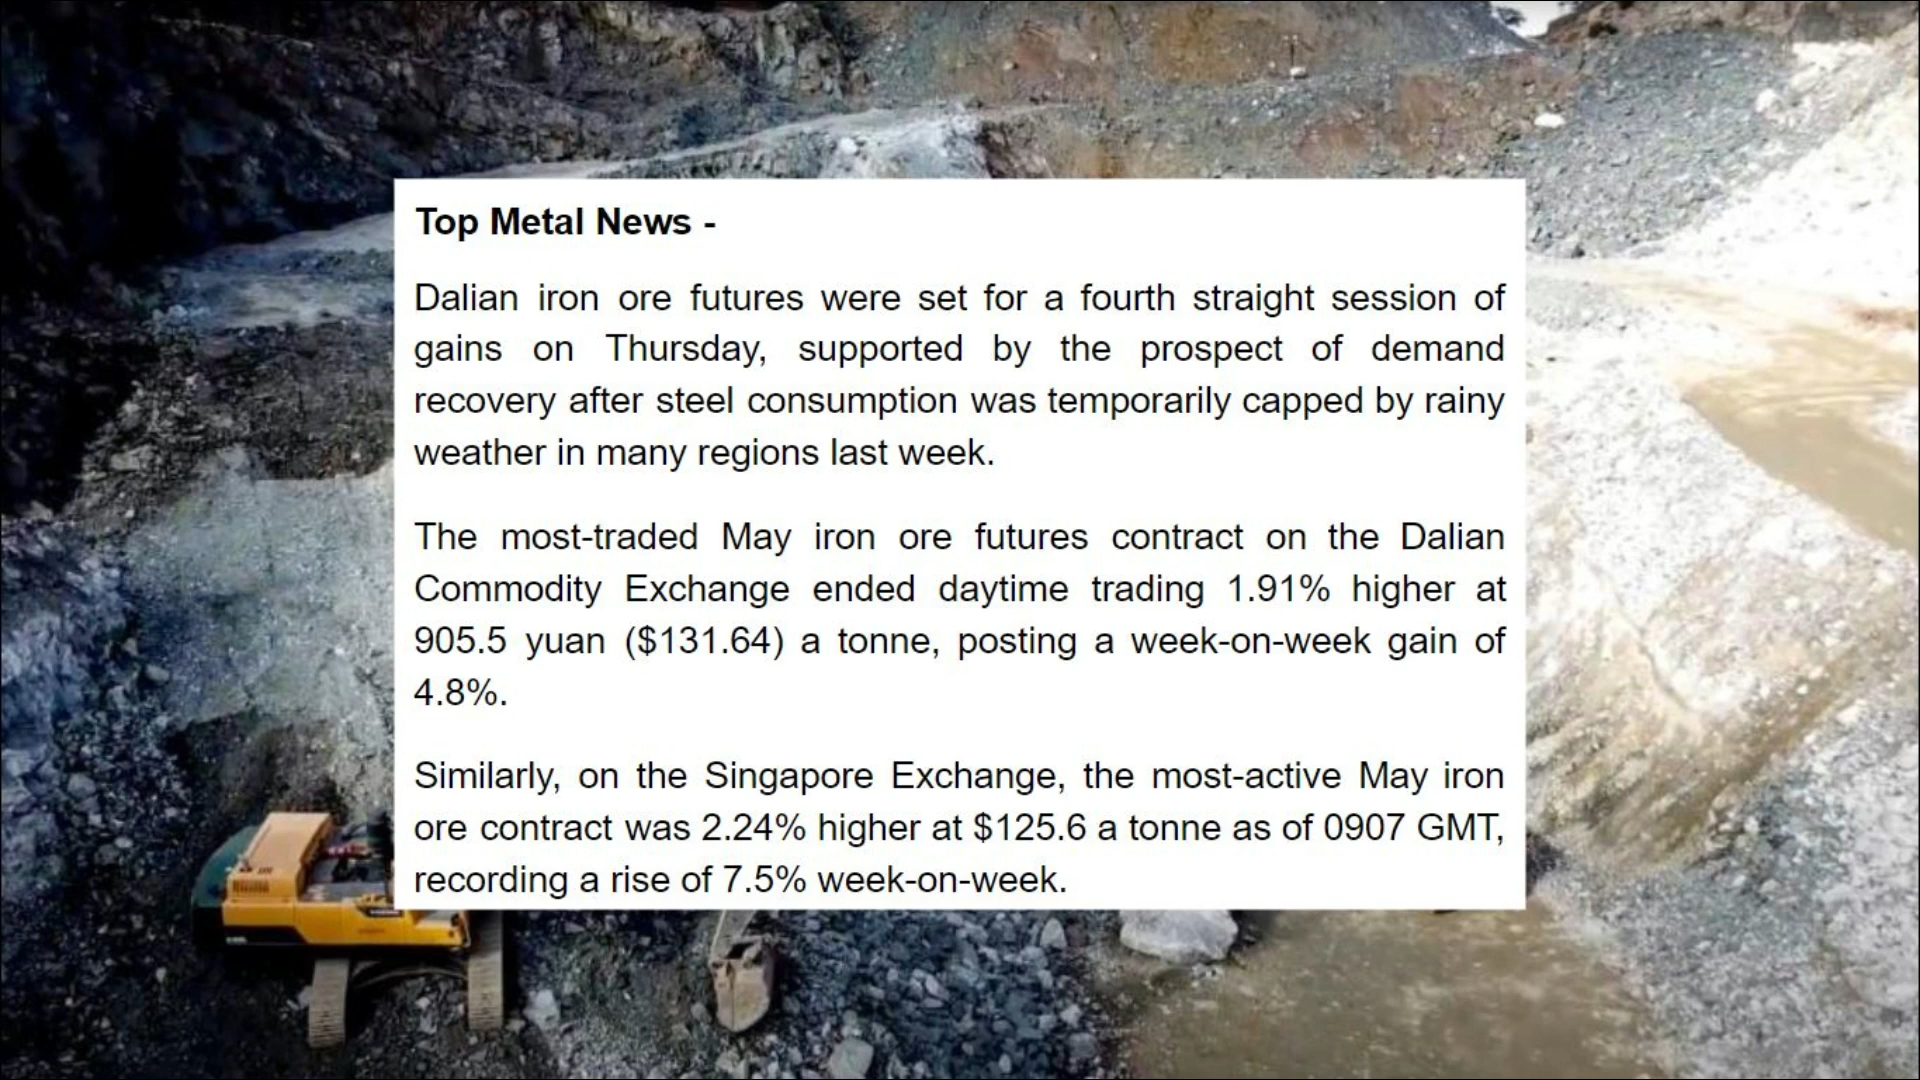 Top Metal News -
Dalian iron ore futures were set for a fourth straight session of
gains on Thursday, supported by the prospect of demand
recovery after steel consumption was temporarily capped by rainy
weather in many regions last week.
The most-traded May iron ore futures contract on the Dalian
Commodity Exchange ended daytime trading 1.91% higher at
905.5 yuan ($131.64) a tonne, posting a week-on-week gain of
4.8%.
Similarly, on the Singapore Exchange, the most-active May iron
ore contract was 2.24% higher at $125.6 a tonne as of 0907 GMT,
recording a rise of 7.5% week-on-week.